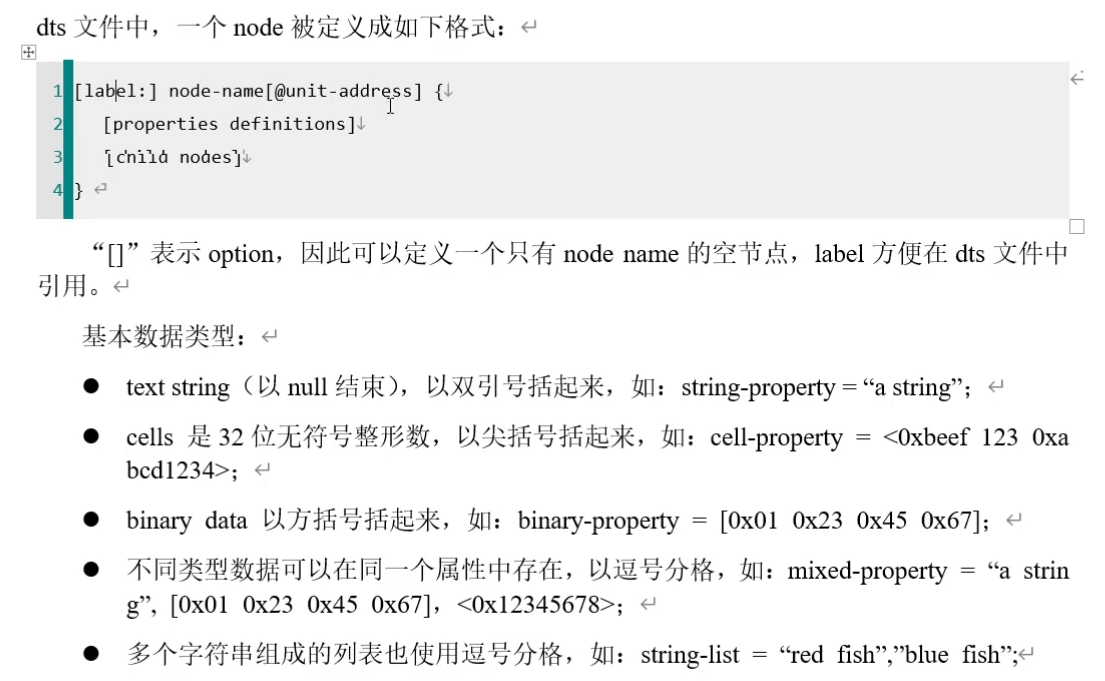 dts 文件中，一个 node 被定义成如下格式：
1 [label:] node-name[@unit-address] {
2 [properties definitions]
3 [child nodes]
4 }
“[]”表示 option，因此可以定义一个只有 node name 的空节点，label 方便在 dts 文件中
引用。
基本数据类型：
● text string（以 null 结束），以双引号括起来，如：string-property = “a string”；
● cells 是 32 位无符号整形数，以尖括号括起来，如：cell-property = <0xbeef 123 0xa
bcd1234>；
● binary data 以方括号括起来，如：binary-property = [0x01 0x23 0x45 0x67]；
● 不同类型数据可以在同一个属性中存在，以逗号分格，如：mixed-property = “a strin
g”, [0x01 0x23 0x45 0x67]，<0x12345678>；
● 多个字符串组成的列表也使用逗号分格，如：string-list = “red fish”,”blue fish”;